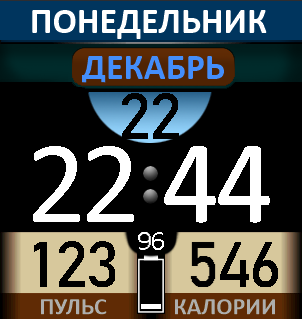 ПОНЕДЕЛЬНИК
ДЕКАБРЬ
22
22:44
96
123 546
ПУЛЬС КАЛОРИИ